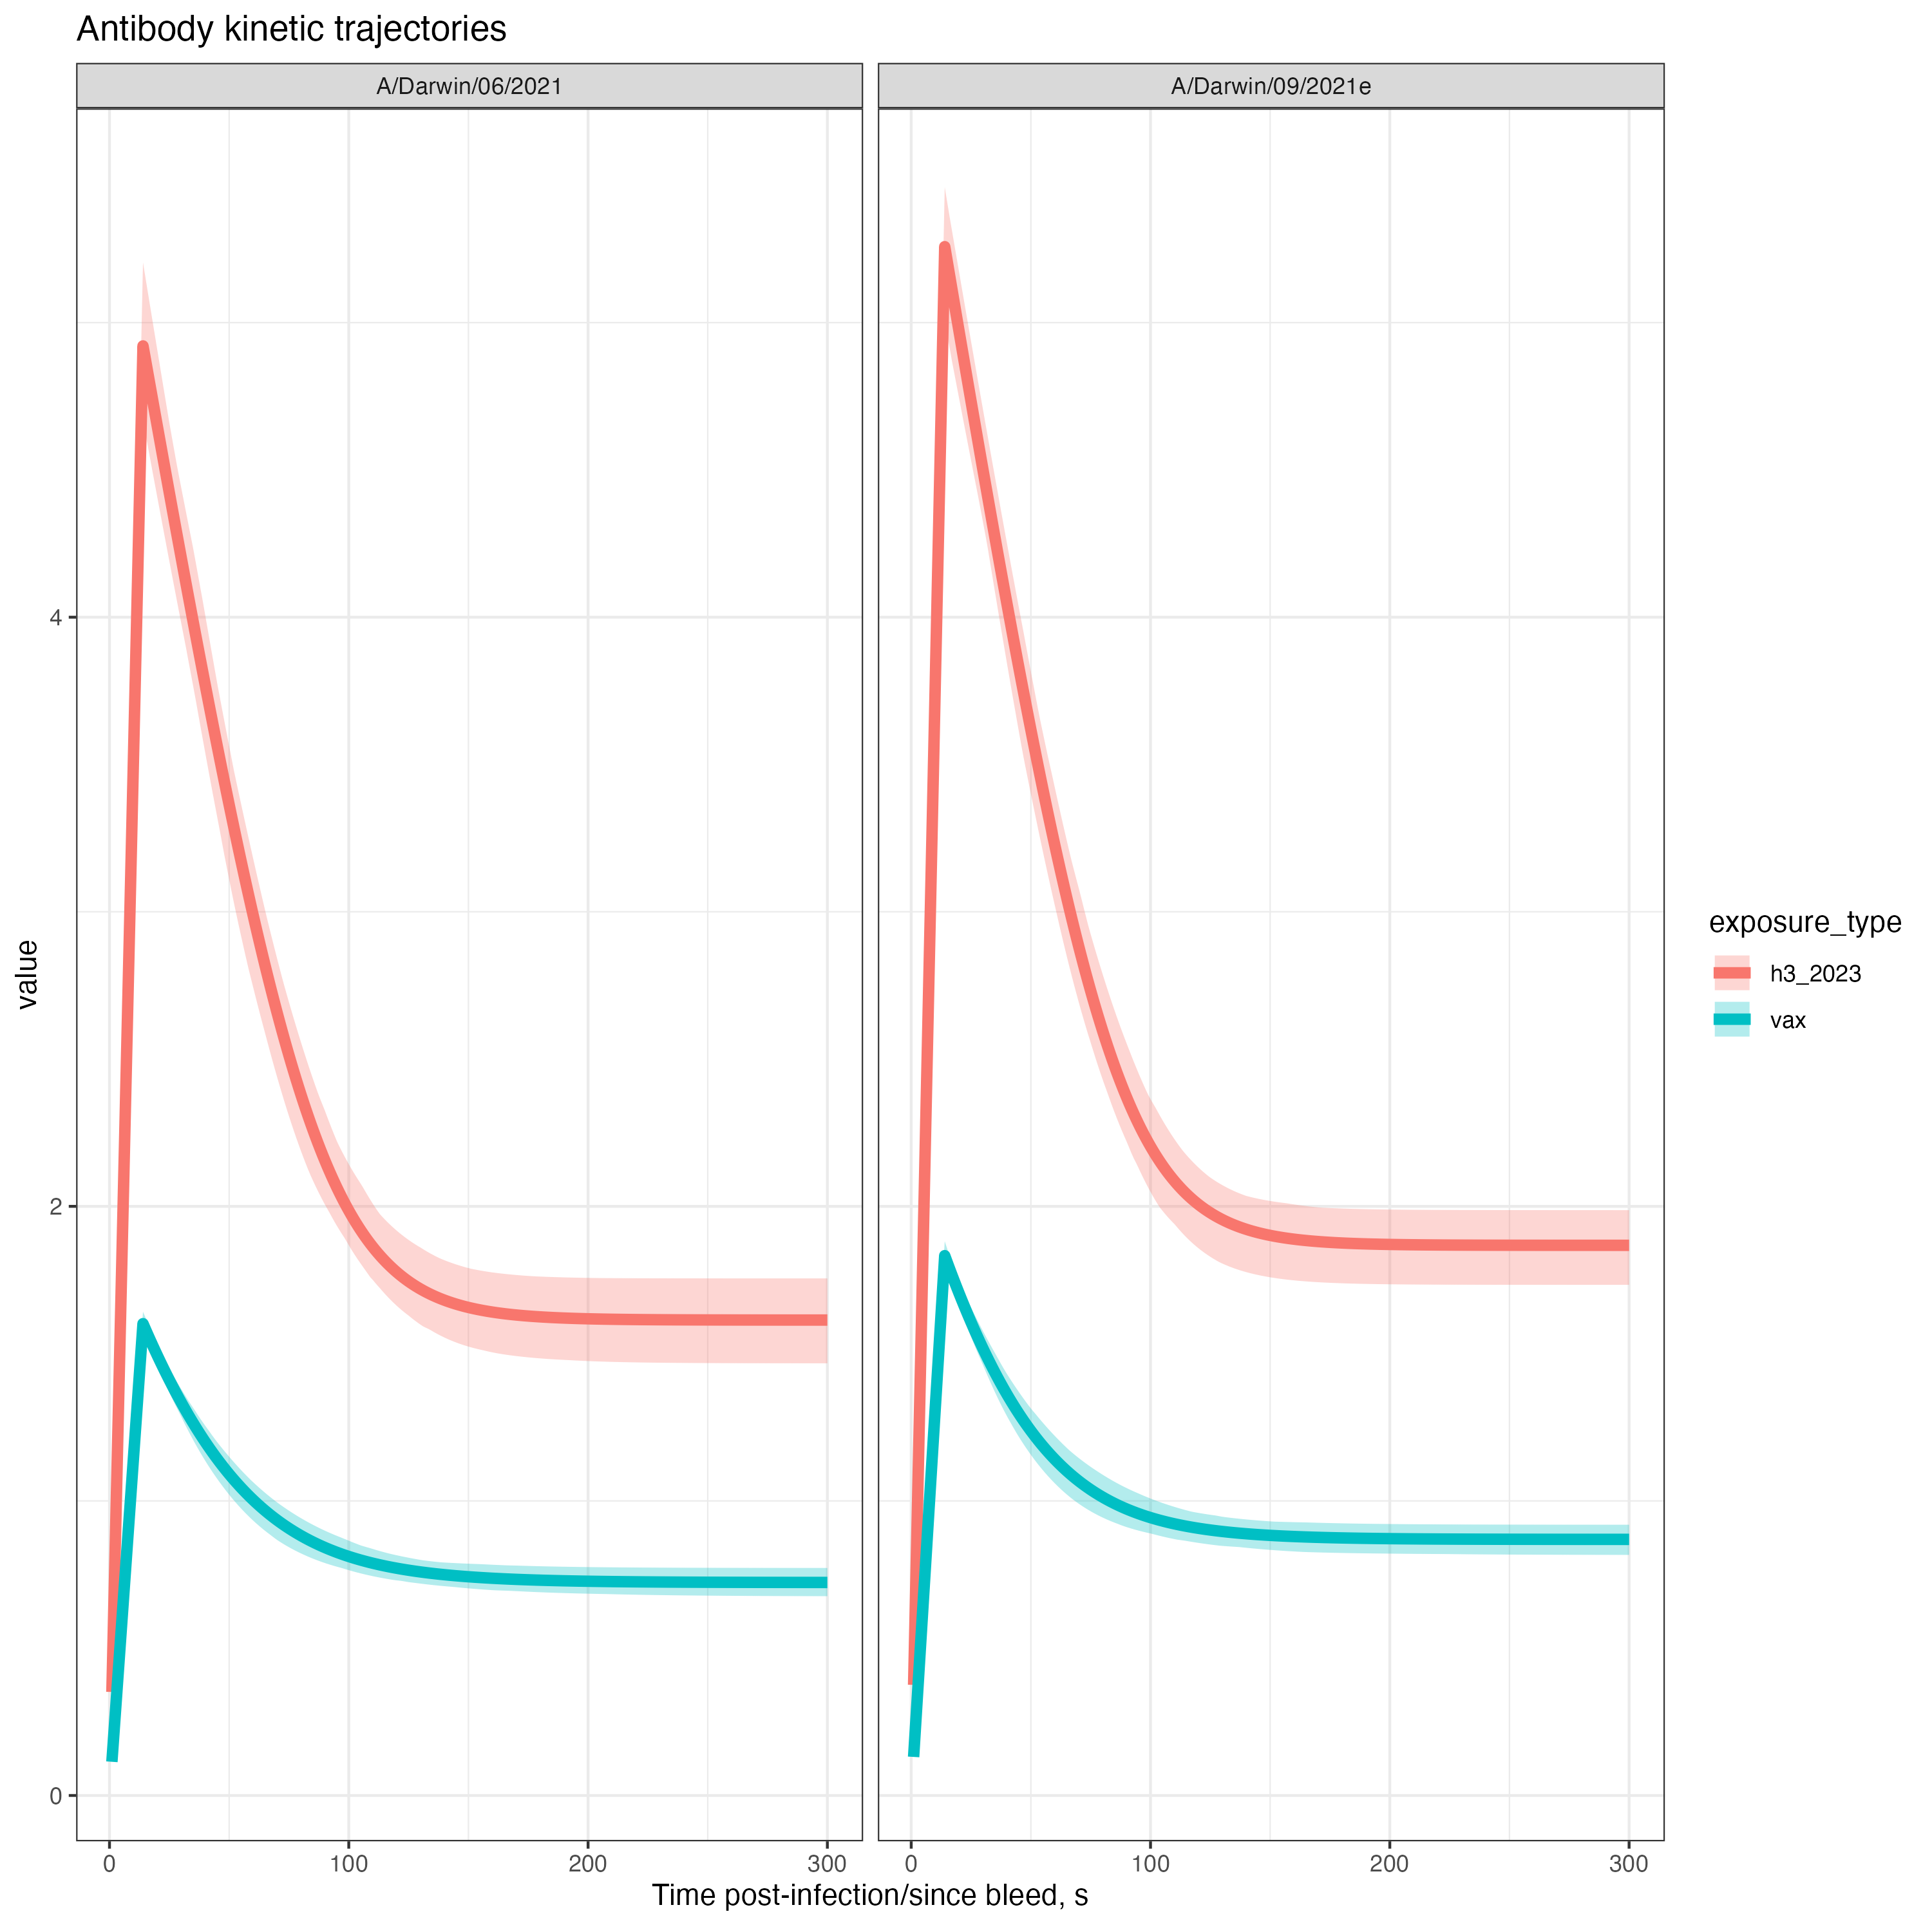 Antibody kinetic trajectories
A/Darwin/06/2021
A/Darwin/09/2021e
value
4
2
0
0
100
200
300
0
100
200
300
Time post-infection/since bleed, s
exposure_type
h3_2023
vax